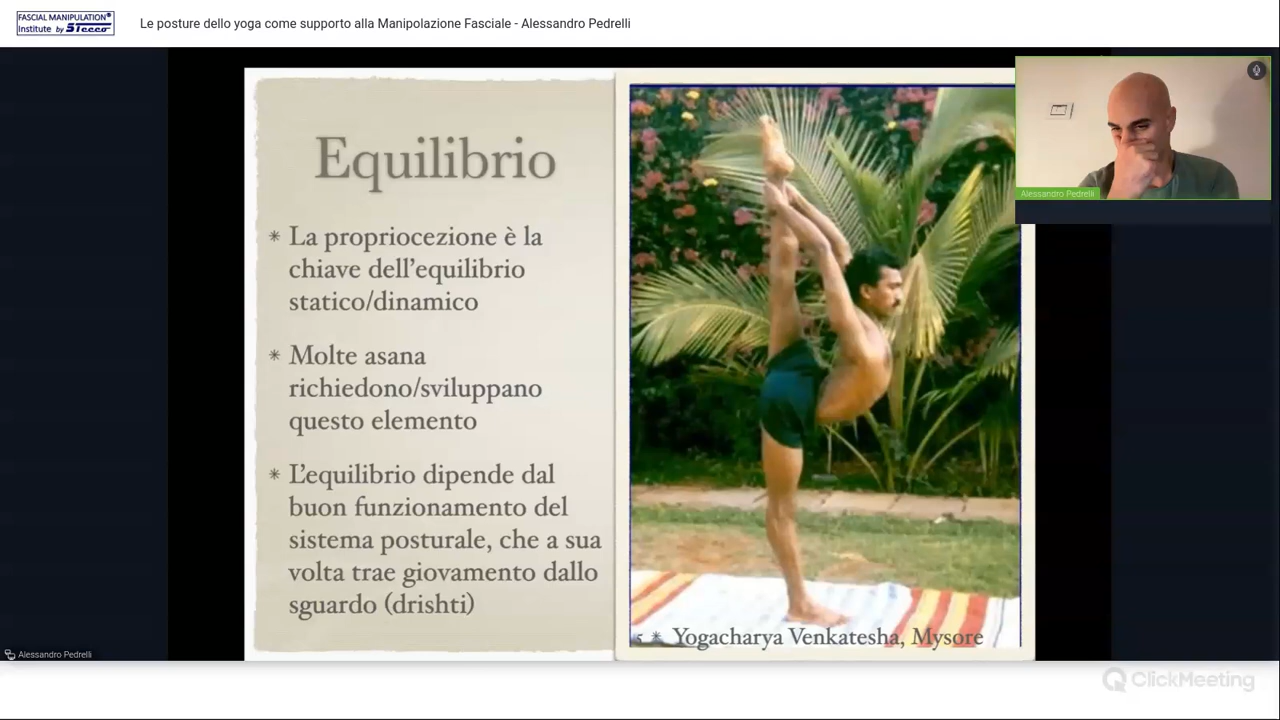 FASCIAL MANIPULATION®
Institute by Stecco
Le posture dello yoga come supporto alla Manipolazione Fasciale - Alessandro Pedrelli
Equilibrio
* La propriocezione è la
chiave dell’equilibrio
statico/dinamico
* Molte asana
richiedono/sviluppano
questo elemento
* L’equilibrio dipende dal
buon funzionamento del
sistema posturale, che a sua
volta trae giovamento dallo
sguardo (drishti)
* Yogacharya Venkatesha, Mysore
Alessandro Pedrelli
Alessandro Pedrelli
ClickMeeting